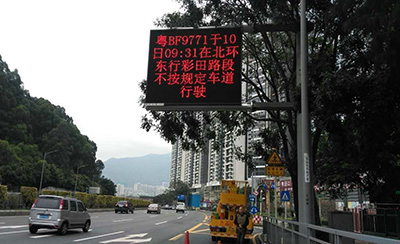 粤BF9771于10
日09:31在北环
东行彩田路段
不按规定车道
行驶